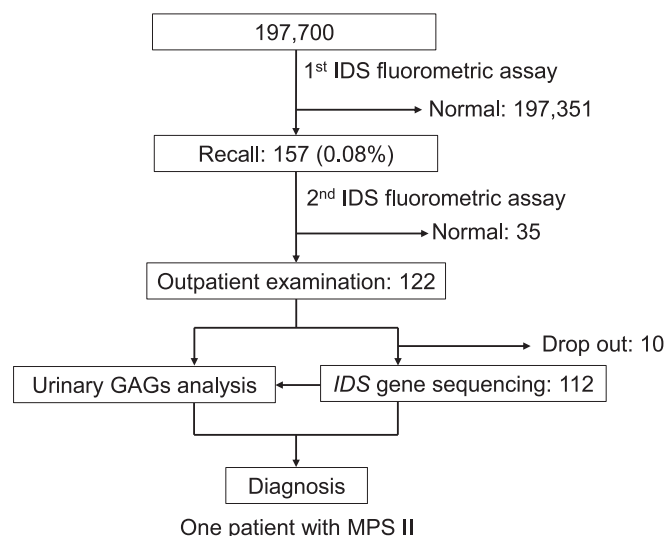 197,700
1st IDS fluorometric assay
Normal: 197,351
Recall: 157 (0.08%)
2nd IDS fluorometric assay
Normal: 35
Outpatient examination: 122
Drop out: 10
Urinary GAGs analysis
IDS gene sequencing: 112
Diagnosis
One patient with MPS II